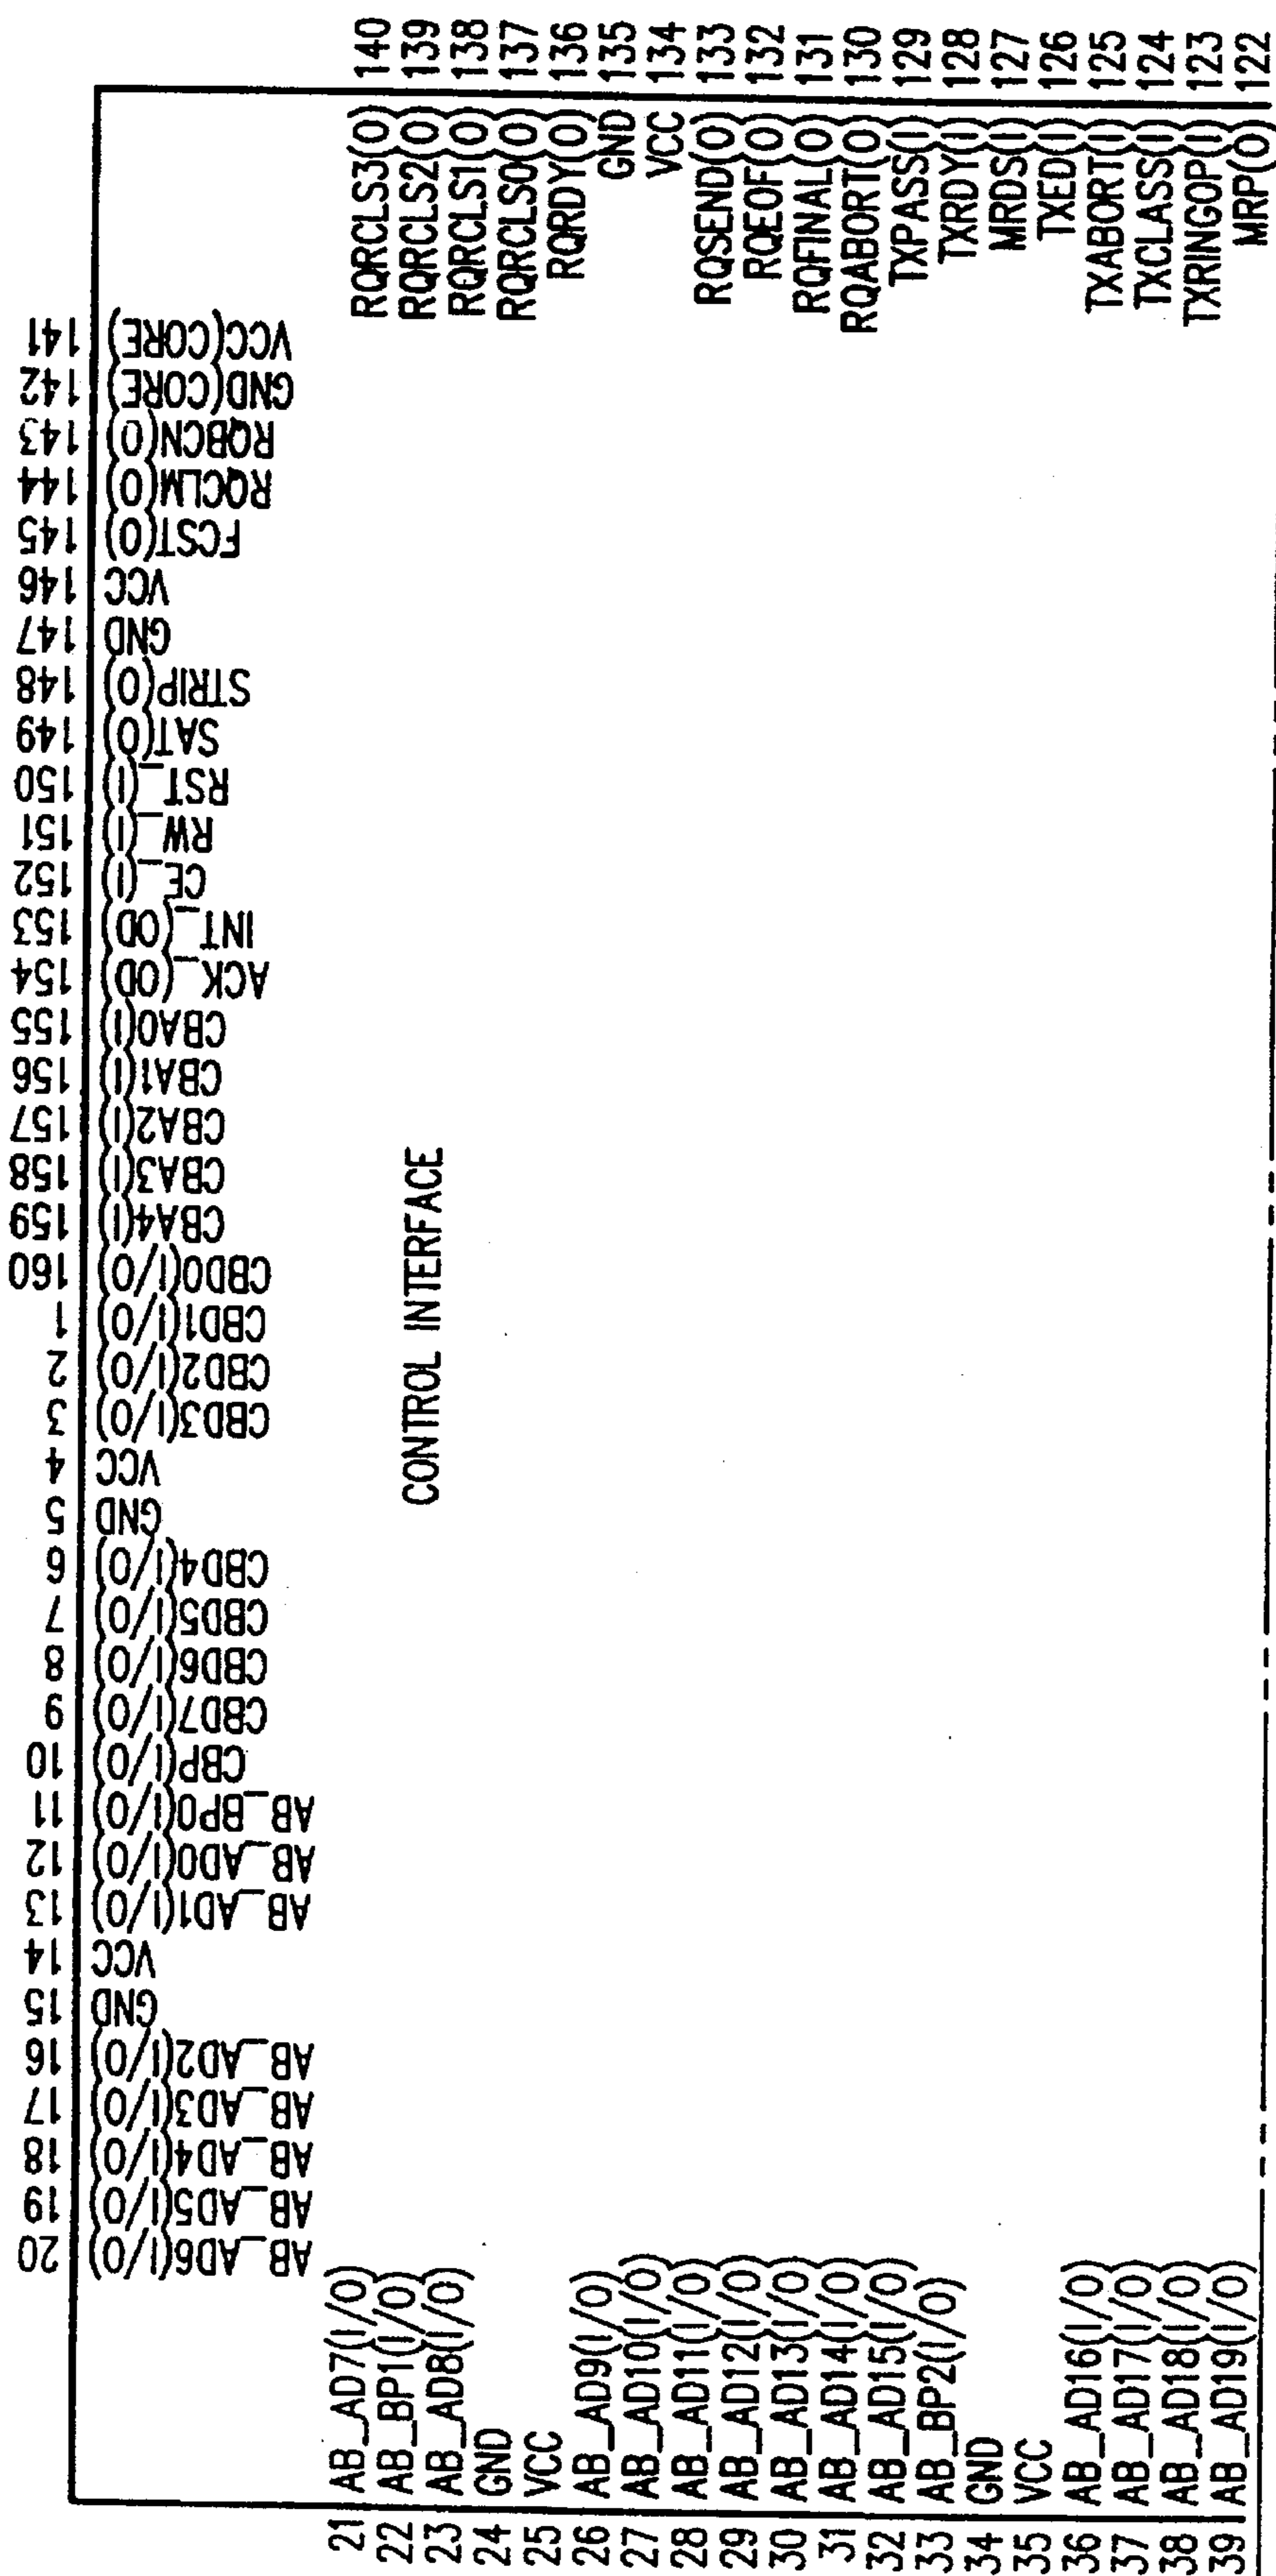 140 RQRCLS3(O)
139 RQRCLS2(O)
138 RQRCLS1(O)
137 RQRCLS0(O)
136 RQRDY(O)
135 GND
134 VCC
133 RQSEND(O)
132 RQEOF(O)
131 RQFINAL(O)
130 RQABORT(O)
129 TXPASS(I)
128 TXRDY(I)
127 MRDS(I)
126 TXED(I)
125 TXABORT(I)
124 TXCLASS(I)
123 TXRINGOP(I)
122 MRP(O)
141 VCC(CORE)
142 GND(CORE)
143 RQBCN(O)
144 RQCLM(O)
145 FCST(O)
146 VCC
147 GND
148 STRIP(O)
149 SAT(O)
150 RST_(I)
151 RW_(I)
152 CE_(I)
153 INT_(OD)
154 ACK_(OD)
155 CBA0(I)
156 CBA1(I)
157 CBA2(I)
158 CBA3(I)
159 CBA4(I)
160 CBD0(I/O)
1 CBD1(I/O)
2 CBD2(I/O)
3 CBD3(I/O)
4 VCC
5 GND
6 CBD4(I/O)
7 CBD5(I/O)
8 CBD6(I/O)
9 CBD7(I/O)
10 CBP(I/O)
11 AB_BP0(I/O)
12 AB_AD0(I/O)
13 AB_AD1(I/O)
14 VCC
15 GND
16 AB_AD2(I/O)
17 AB_AD3(I/O)
18 AB_AD4(I/O)
19 AB_AD5(I/O)
20 AB_AD6(I/O)
CONTROL INTERFACE
21 AB_AD7(I/O)
22 AB_BP1(I/O)
23 AB_AD8(I/O)
24 GND
25 VCC
26 AB_AD9(I/O)
27 AB_AD10(I/O)
28 AB_AD11(I/O)
29 AB_AD12(I/O)
30 AB_AD13(I/O)
31 AB_AD14(I/O)
32 AB_AD15(I/O)
33 AB_BP2(I/O)
34 GND
35 VCC
36 AB_AD16(I/O)
37 AB_AD17(I/O)
38 AB_AD18(I/O)
39 AB_AD19(I/O)